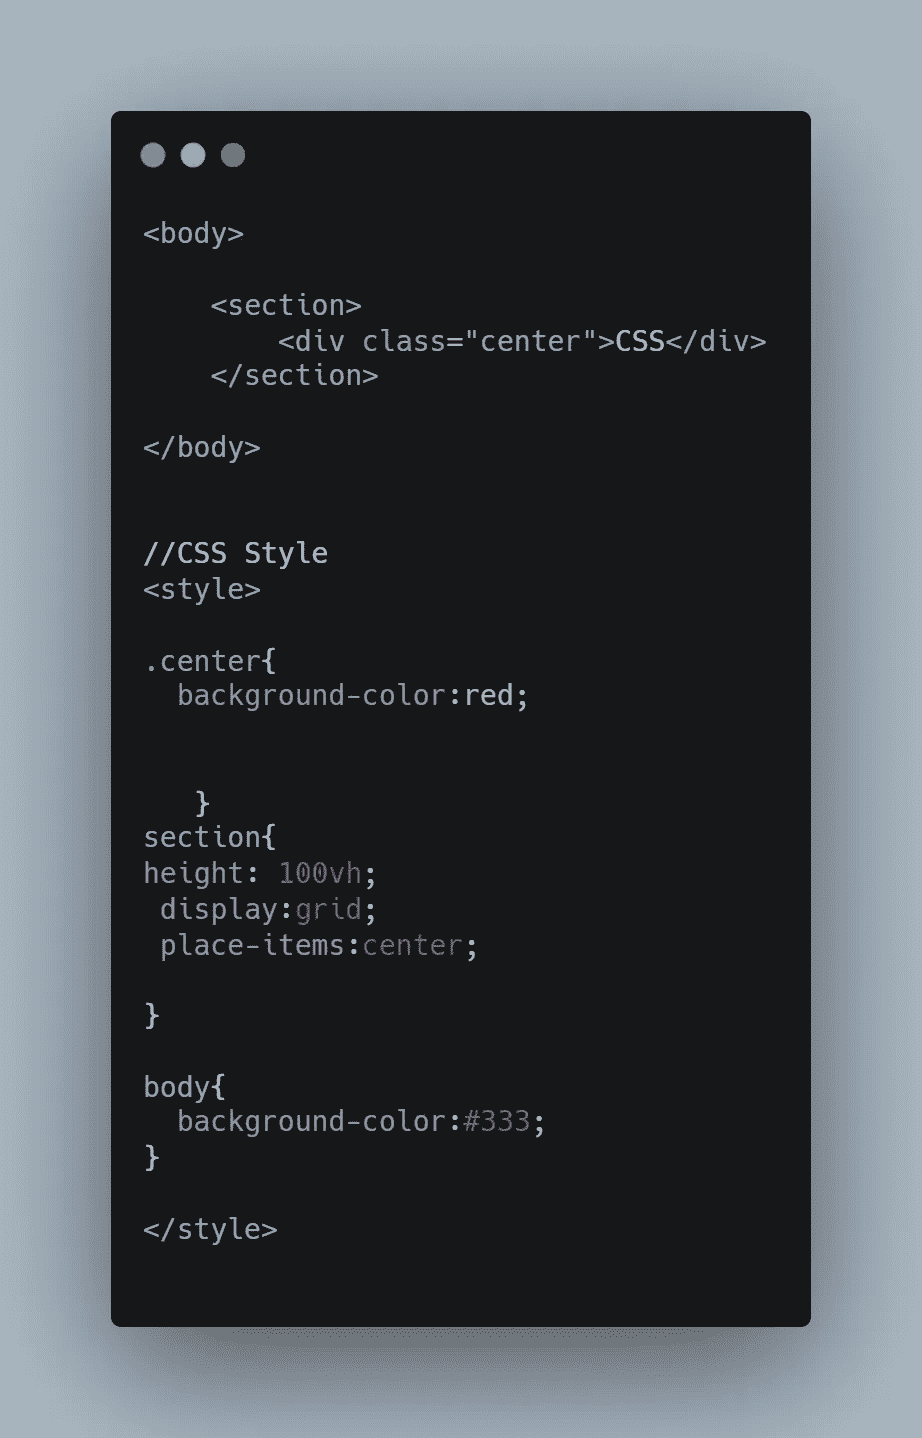 <body>
<section>
<div class="center">CSS</div>
</section>
</body>
//CSS Style
<style>
.center{
background-color:red;
}
section{
height: 100vh;
display:grid;
place-items:center;
}
body{
background-color:#333;
}
</style>